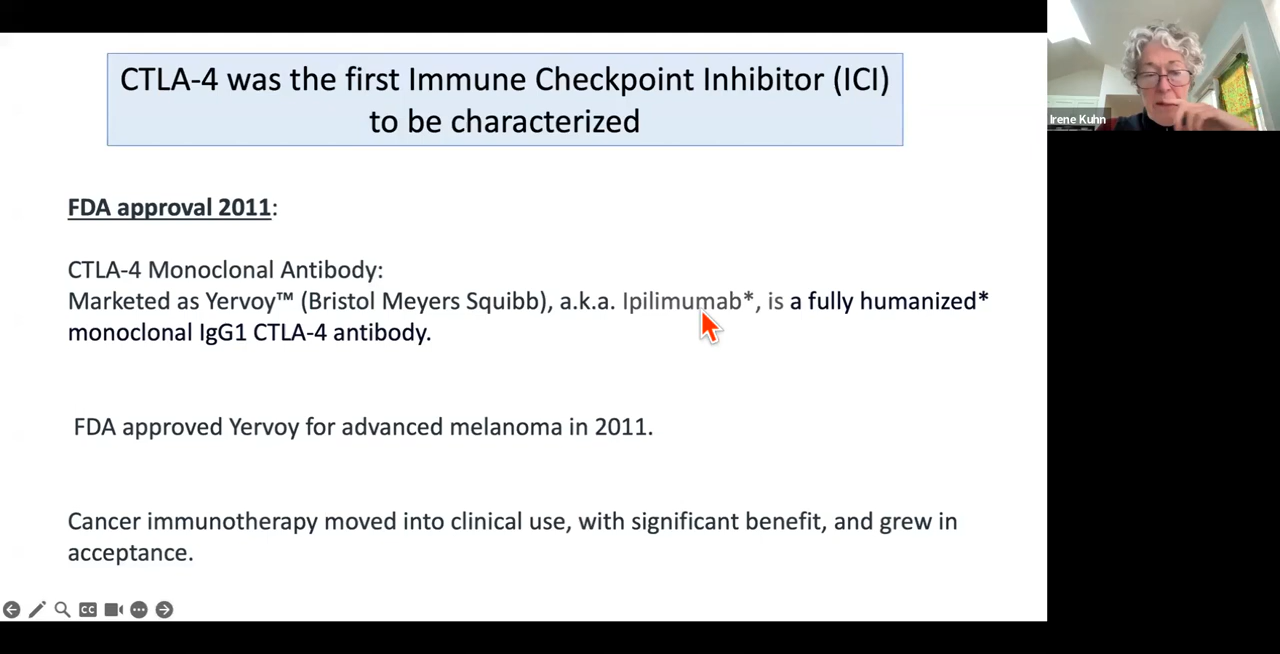 CTLA-4 was the first Immune Checkpoint Inhibitor (ICI)
to be characterized
Irene Kuhn
FDA approval 2011:
CTLA-4 Monoclonal Antibody:
Marketed as Yervoy™ (Bristol Meyers Squibb), a.k.a. Ipilimumab*, is a fully humanized*
monoclonal IgG1 CTLA-4 antibody.
FDA approved Yervoy for advanced melanoma in 2011.
Cancer immunotherapy moved into clinical use, with significant benefit, and grew in
acceptance.
CC